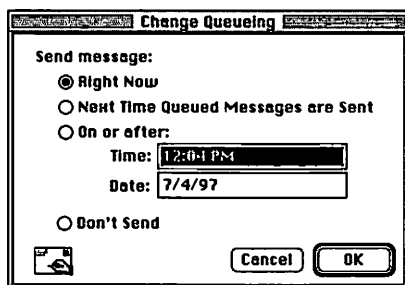 Change Queueing
Send message:
Right Now
Next Time Queued Messages are Sent
On or after:
Time: 12:04 PM
Date: 7/4/97
Don't Send
Cancel OK